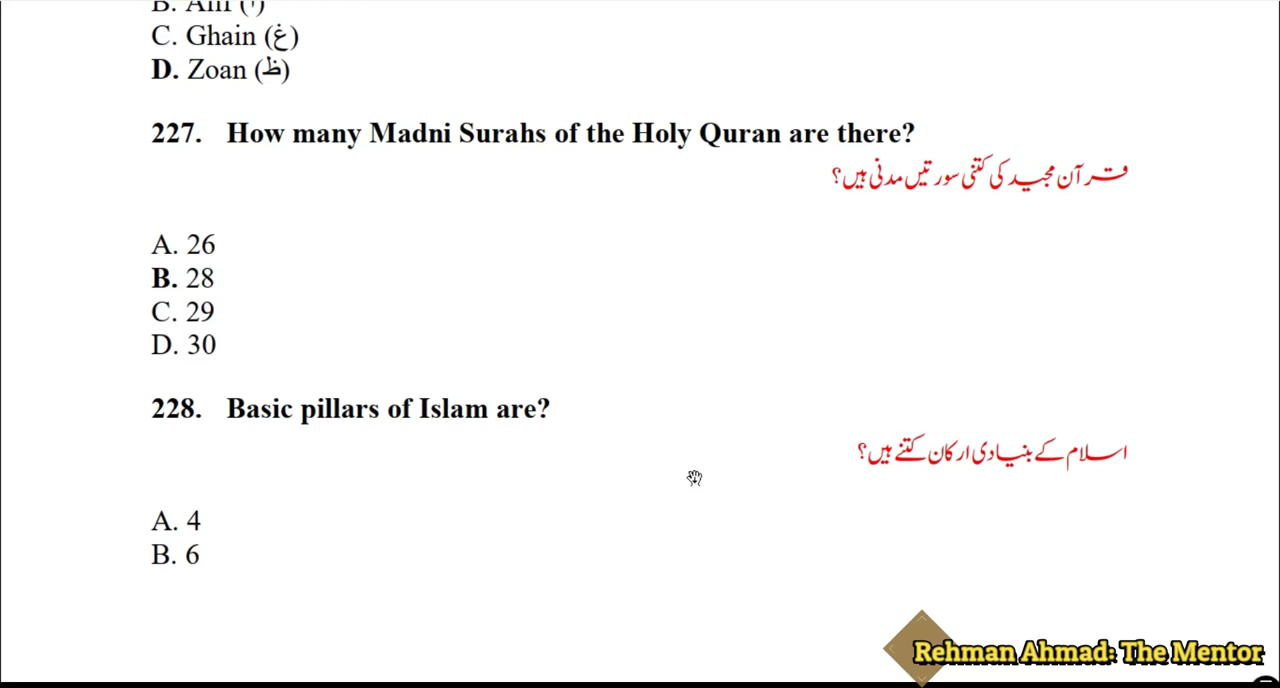 B. Alif (ا)
C. Ghain (غ)
D. Zoan (ظ)
227. How many Madni Surahs of the Holy Quran are there?
قرآن مجید کی کتنی سورتیں مدنی ہیں؟
A. 26
B. 28
C. 29
D. 30
228. Basic pillars of Islam are?
اسلام کے بنیادی ارکان کتنے ہیں؟
A. 4
B. 6
Rehman Ahmad: The Mentor